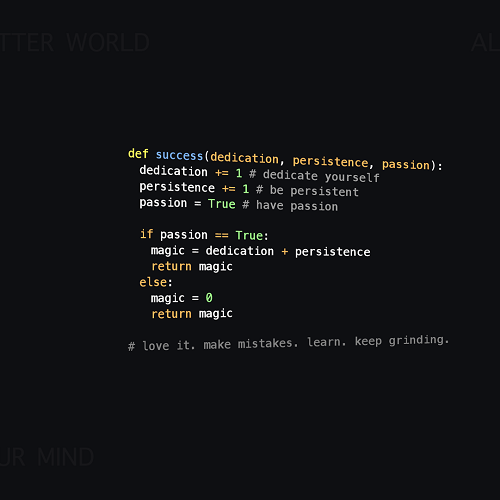 TTER WORLD
AL
def success(dedication, persistence, passion):
dedication += 1 # dedicate yourself
persistence += 1 # be persistent
passion = True # have passion
if passion == True:
magic = dedication + persistence
return magic
else:
magic = 0
return magic
# love it. make mistakes. learn. keep grinding.
UR MIND